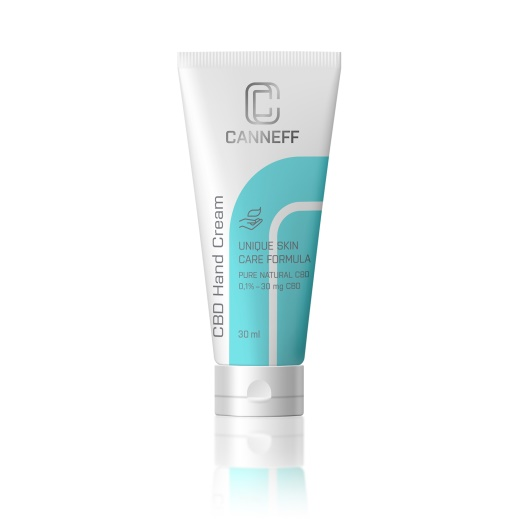 CANNEFF
CBD Hand Cream
UNIQUE SKIN
CARE FORMULA
PURE NATURAL CBD
0,1% - 30 mg CBD
30 ml